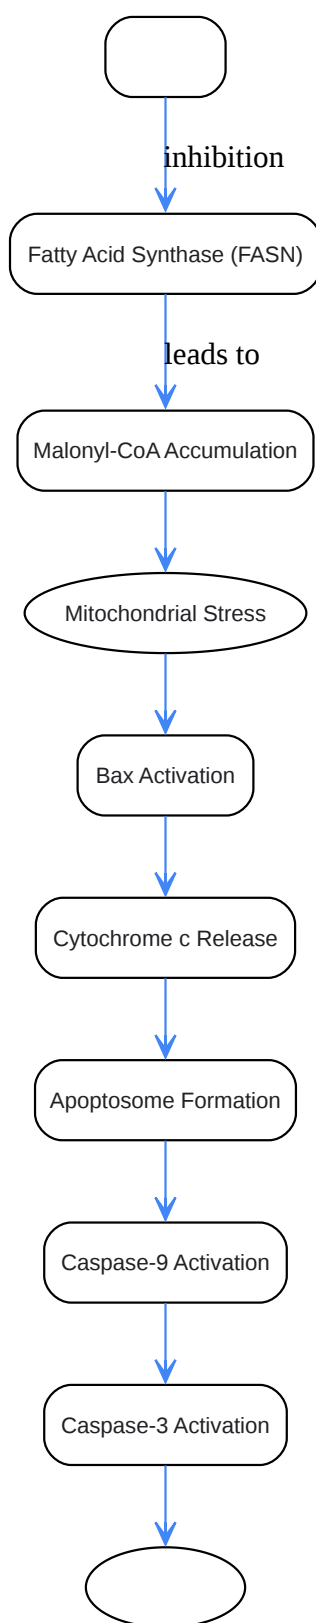 inhibition
Fatty Acid Synthase (FASN)
leads to
Malonyl-CoA Accumulation
Mitochondrial Stress
Bax Activation
Cytochrome c Release
Apoptosome Formation
Caspase-9 Activation
Caspase-3 Activation